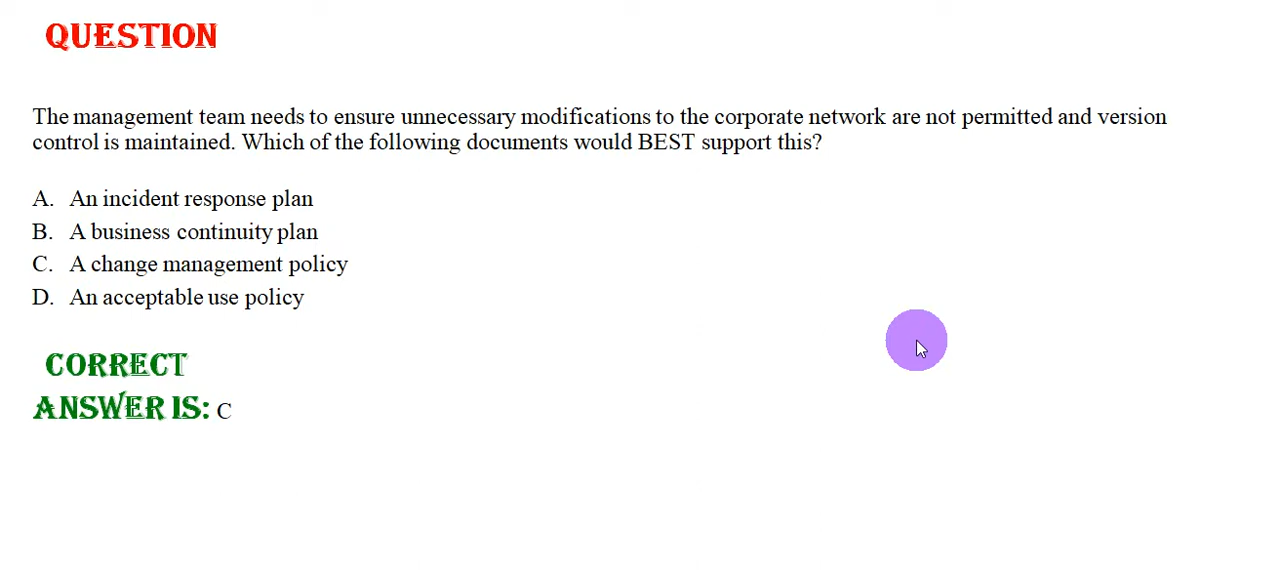 QUESTION
The management team needs to ensure unnecessary modifications to the corporate network are not permitted and version
control is maintained. Which of the following documents would BEST support this?
A. An incident response plan
B. A business continuity plan
C. A change management policy
D. An acceptable use policy
CORRECT
ANSWER IS: C